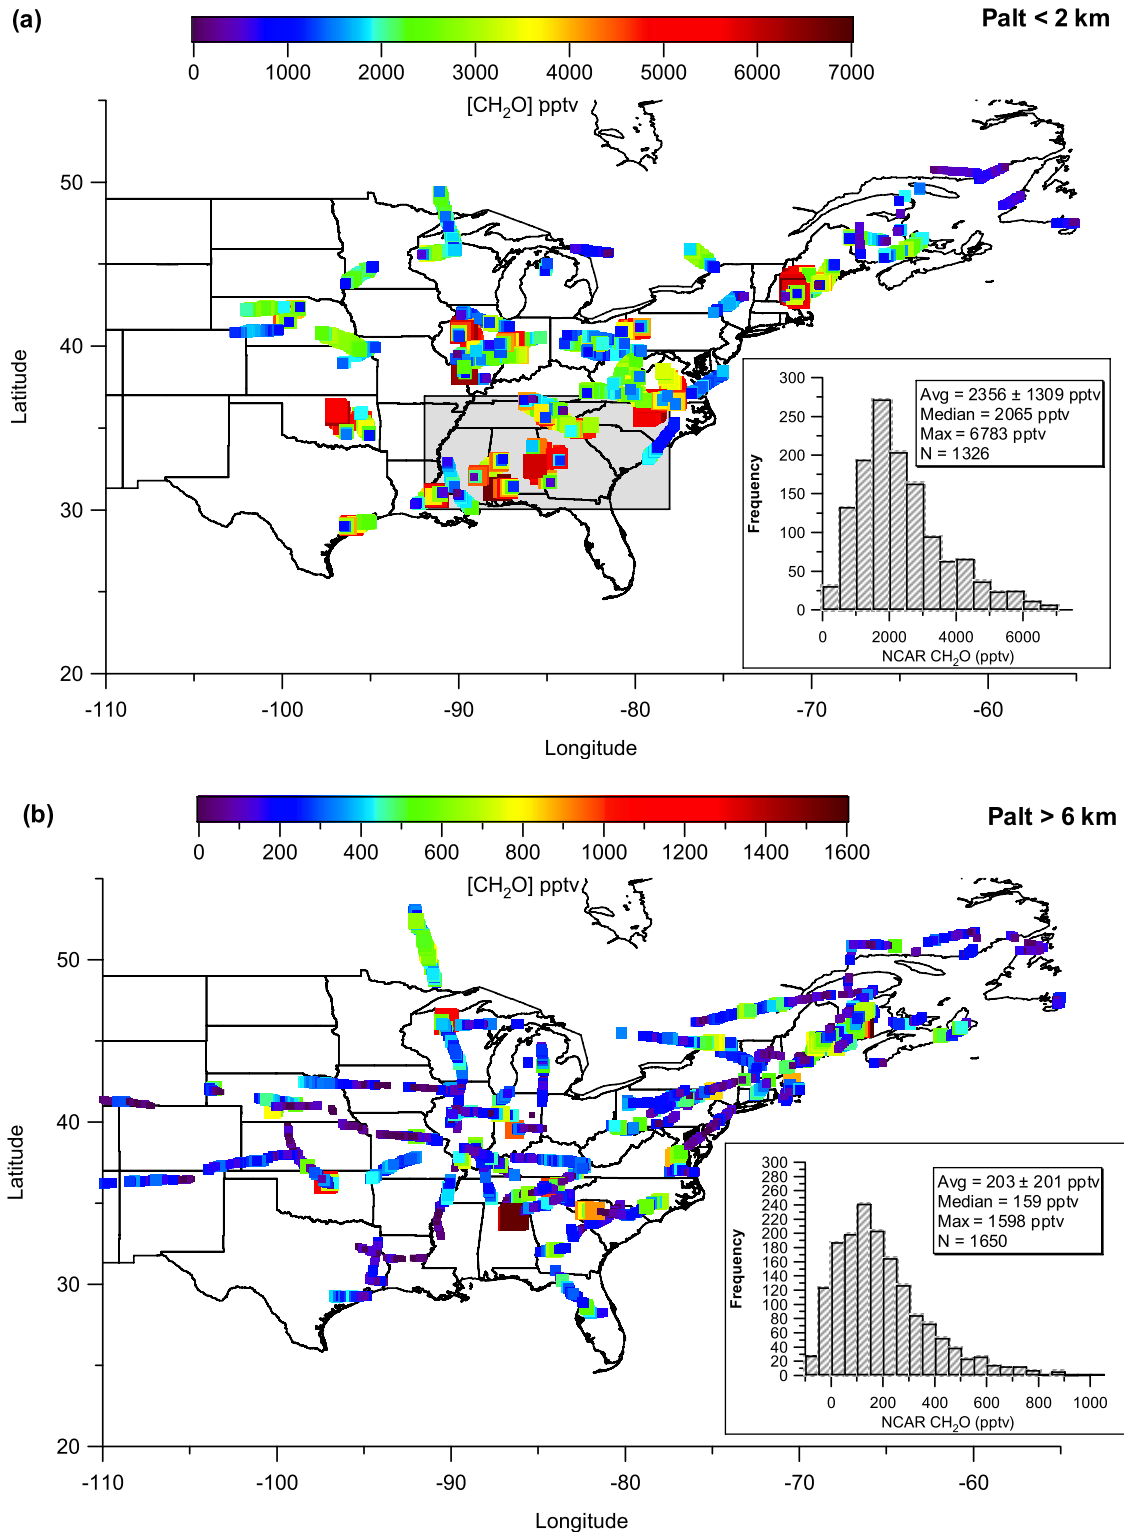 (a)
Palt < 2 km
0 1000 2000 3000 4000 5000 6000 7000
[CH2O] pptv
50
40
30
20
Latitude
-110 -100 -90 -80 -70 -60
Longitude
300
250
200
150
100
50
0
Frequency
Avg = 2356 ± 1309 pptv
Median = 2065 pptv
Max = 6783 pptv
N = 1326
0 2000 4000 6000
NCAR CH2O (pptv)
(b)
Palt > 6 km
0 200 400 600 800 1000 1200 1400 1600
[CH2O] pptv
50
40
30
20
Latitude
-110 -100 -90 -80 -70 -60
Longitude
300
280
260
240
220
200
180
160
140
120
100
80
60
40
20
0
Frequency
Avg = 203 ± 201 pptv
Median = 159 pptv
Max = 1598 pptv
N = 1650
0 200 400 600 800 1000
NCAR CH2O (pptv)